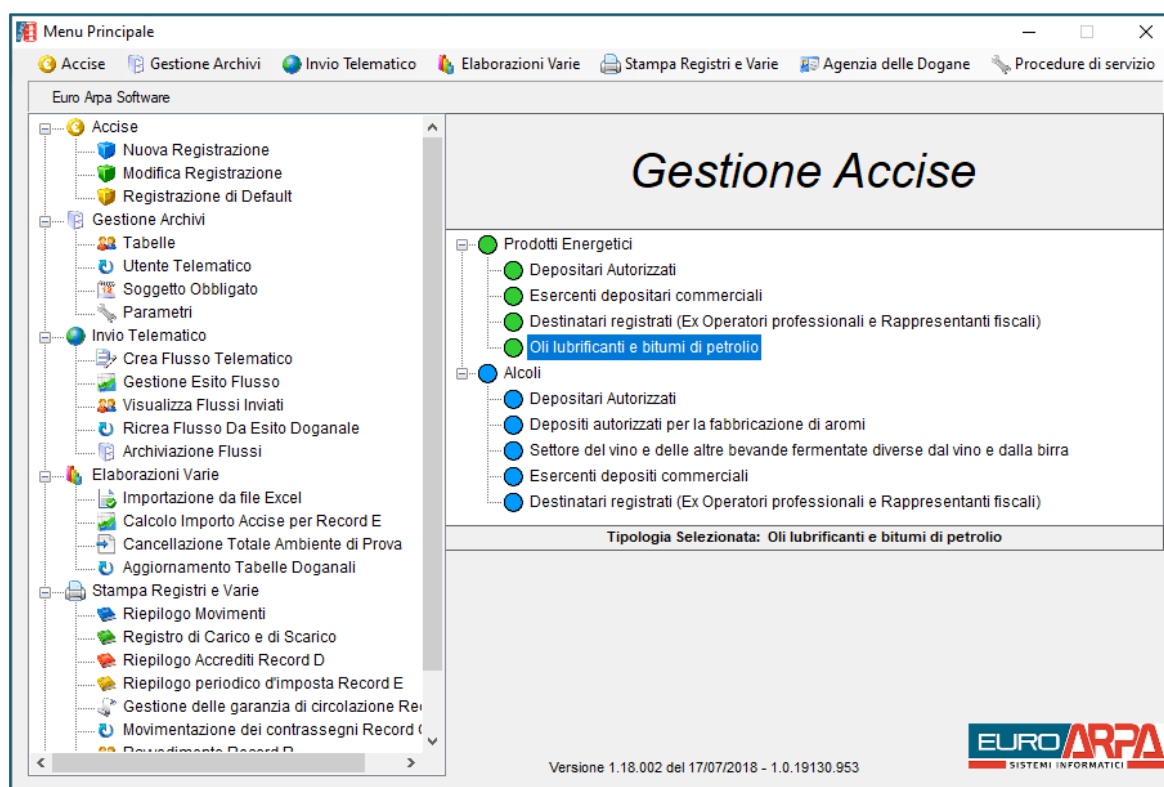 Menu Principale
Accise Gestione Archivi Invio Telematico Elaborazioni Varie Stampa Registri e Varie Agenzia delle Dogane Procedure di servizio
Euro Arpa Software
Accise
Nuova Registrazione
Modifica Registrazione
Registrazione di Default
Gestione Archivi
Tabelle
Utente Telematico
Soggetto Obbligato
Parametri
Invio Telematico
Crea Flusso Telematico
Gestione Esito Flusso
Visualizza Flussi Inviati
Ricrea Flusso Da Esito Doganale
Archiviazione Flussi
Elaborazioni Varie
Importazione da file Excel
Calcolo Importo Accise per Record E
Cancellazione Totale Ambiente di Prova
Aggiornamento Tabelle Doganali
Stampa Registri e Varie
Riepilogo Movimenti
Registro di Carico e di Scarico
Riepilogo Accrediti Record D
Riepilogo periodico d'imposta Record E
Gestione delle garanzia di circolazione Re
Movimentazione dei contrassegni Record
Gestione Accise
Prodotti Energetici
Depositari Autorizzati
Esercenti depositari commerciali
Destinatari registrati (Ex Operatori professionali e Rappresentanti fiscali)
Oli lubrificanti e bitumi di petrolio
Alcoli
Depositari Autorizzati
Depositi autorizzati per la fabbricazione di aromi
Settore del vino e delle altre bevande fermentate diverse dal vino e dalla birra
Esercenti depositi commerciali
Destinatari registrati (Ex Operatori professionali e Rappresentanti fiscali)
Tipologia Selezionata: Oli lubrificanti e bitumi di petrolio
EURO ARPA
SISTEMI INFORMATICI
Versione 1.18.002 del 17/07/2018 - 1.0.19130.953